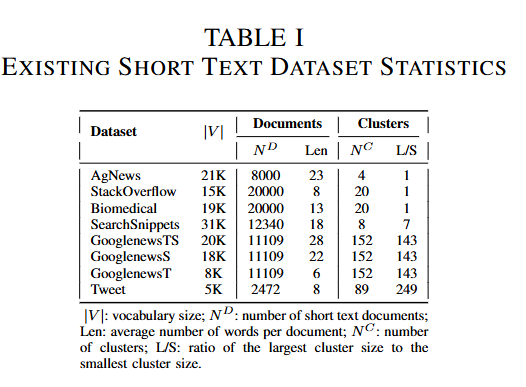 TABLE I
EXISTING SHORT TEXT DATASET STATISTICS
Dataset |V| Documents Clusters
N^D Len N^C L/S
AgNews 21K 8000 23 4 1
StackOverflow 15K 20000 8 20 1
Biomedical 19K 20000 13 20 1
SearchSnippets 31K 12340 18 8 7
GooglenewsTS 20K 11109 28 152 143
GooglenewsS 18K 11109 22 152 143
GooglenewsT 8K 11109 6 152 143
Tweet 5K 2472 8 89 249
|V|: vocabulary size; N^D: number of short text documents;
Len: average number of words per document; N^C: number
of clusters; L/S: ratio of the largest cluster size to the
smallest cluster size.